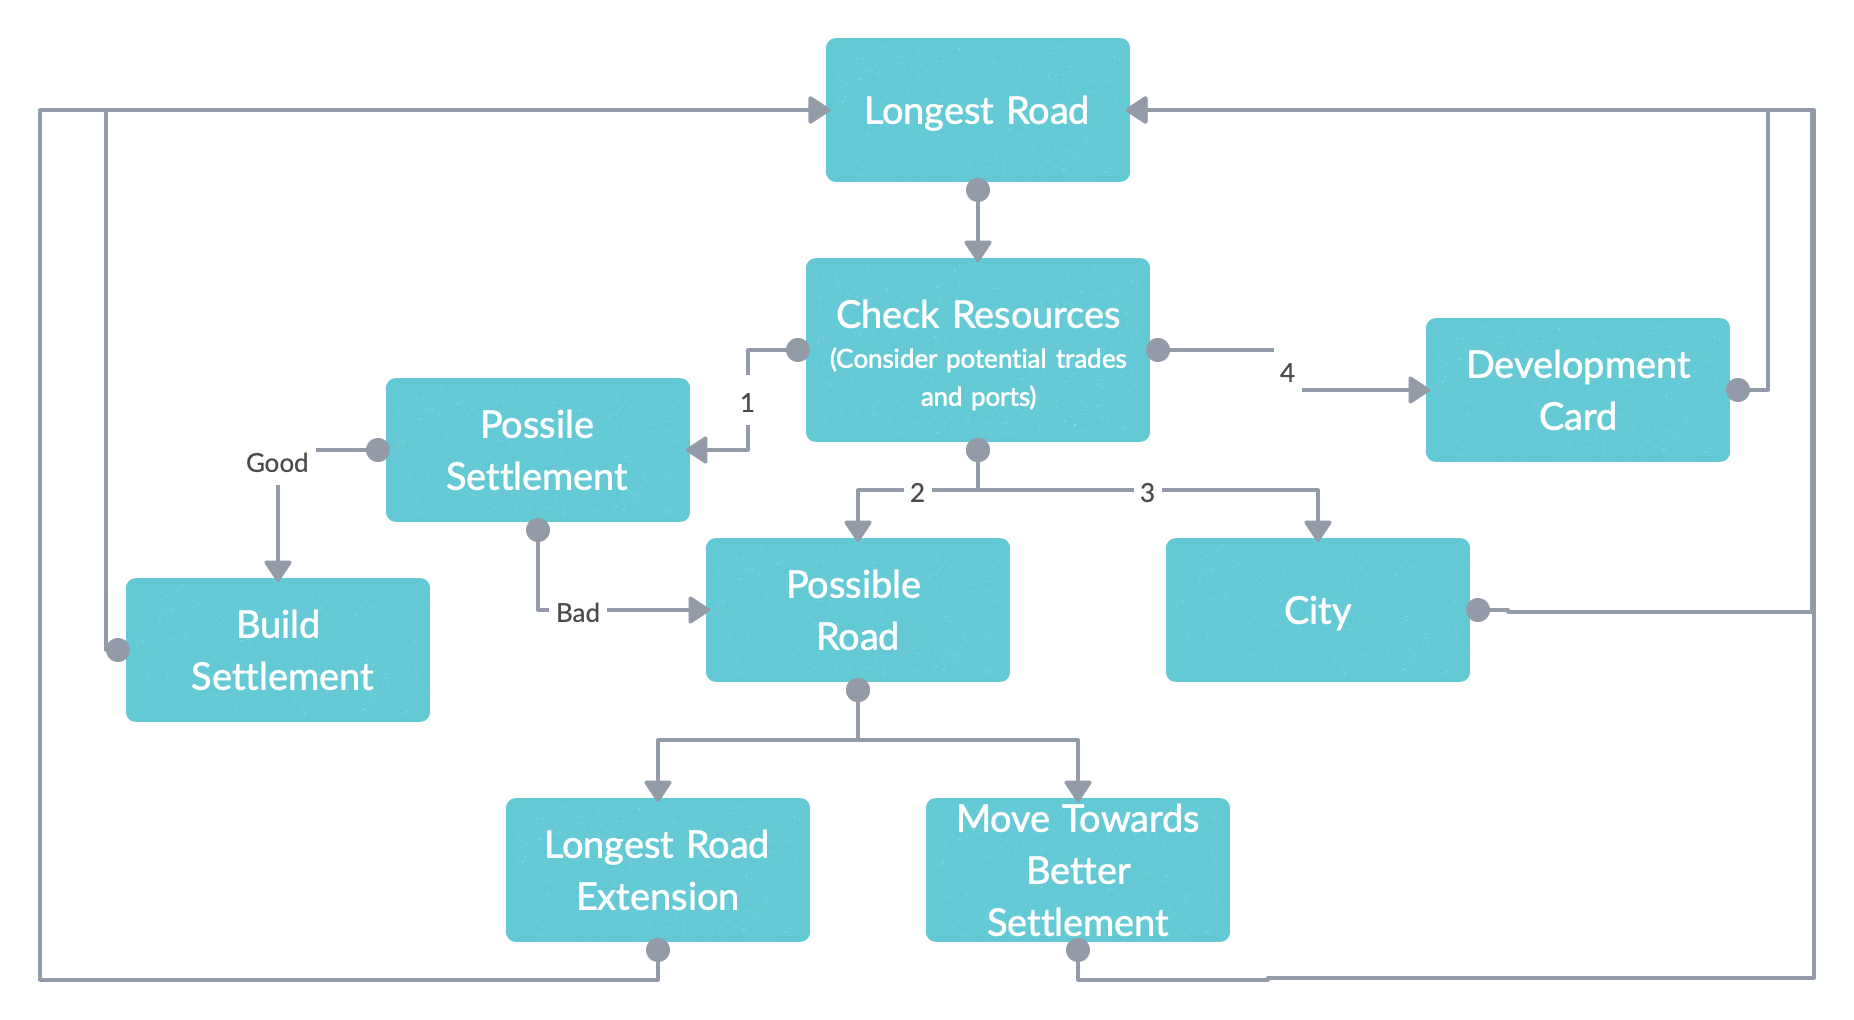 Longest Road
Check Resources
(Consider potential trades
and ports)
1
4
Development
Card
Possile
Settlement
Good
2
3
Build
Settlement
Bad
Possible
Road
City
Longest Road
Extension
Move Towards
Better
Settlement